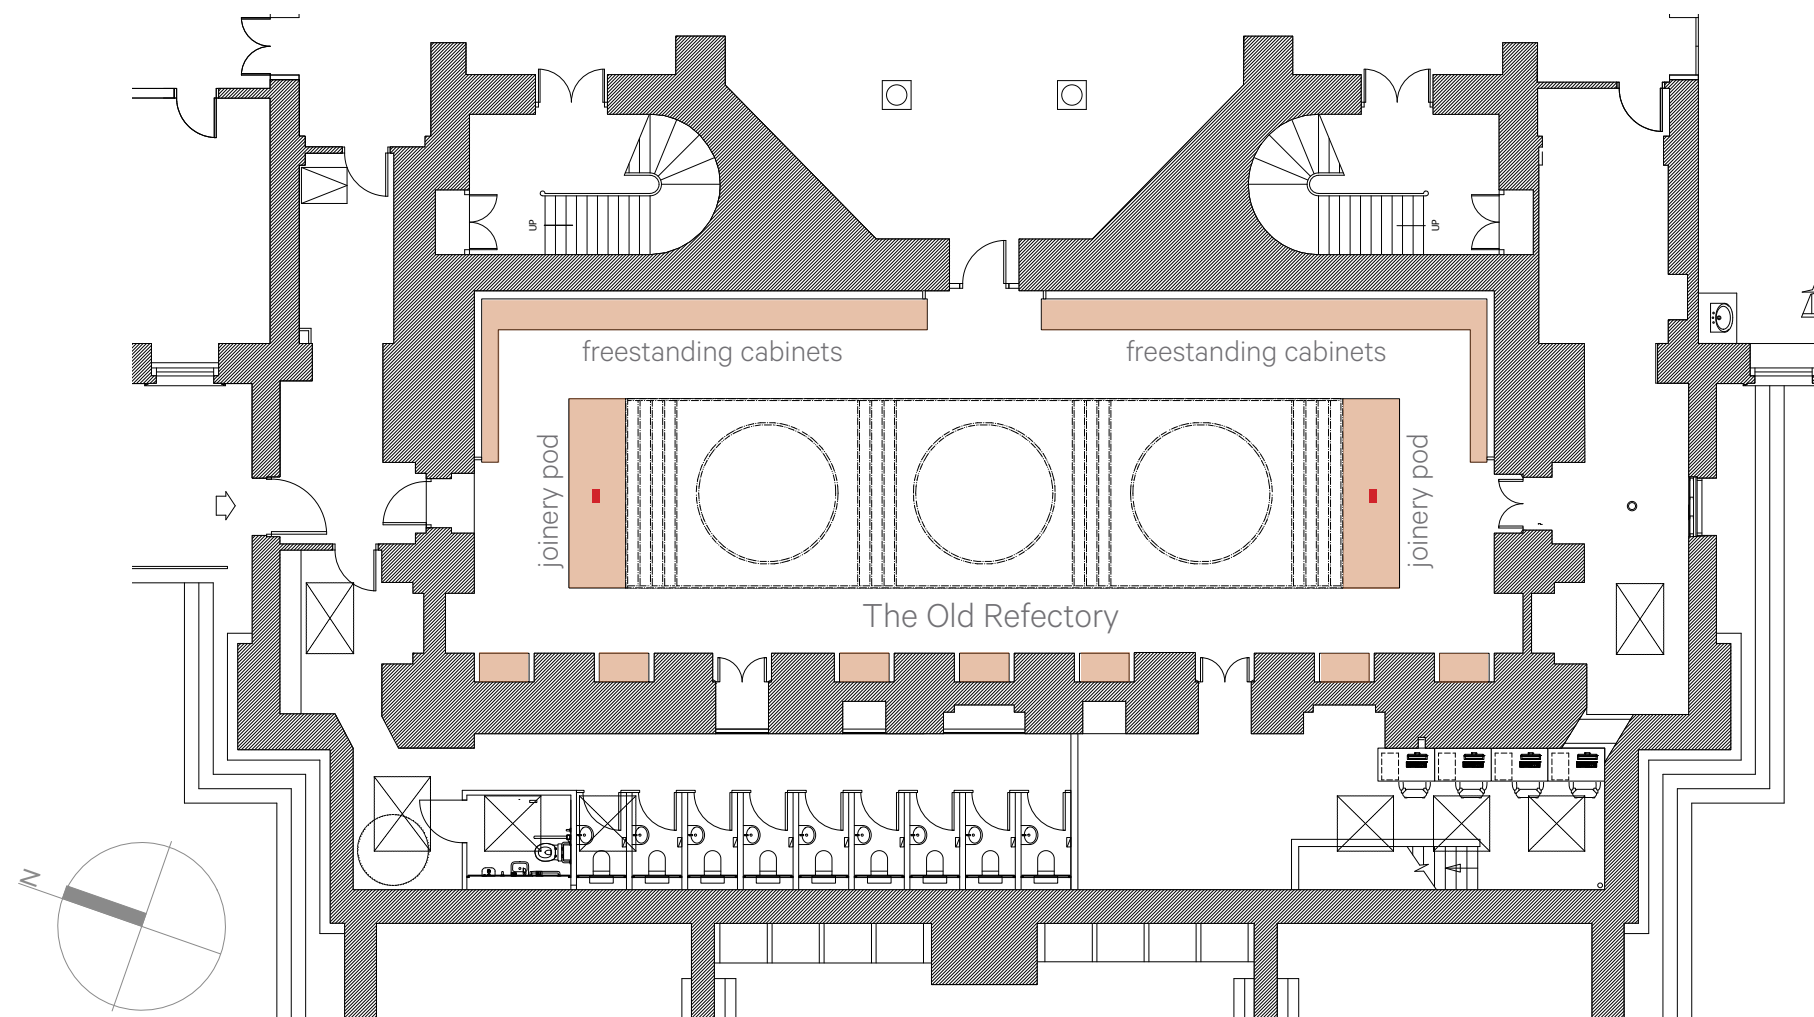 UP
UP
freestanding cabinets
freestanding cabinets
joinery pod
joinery pod
The Old Refectory
N